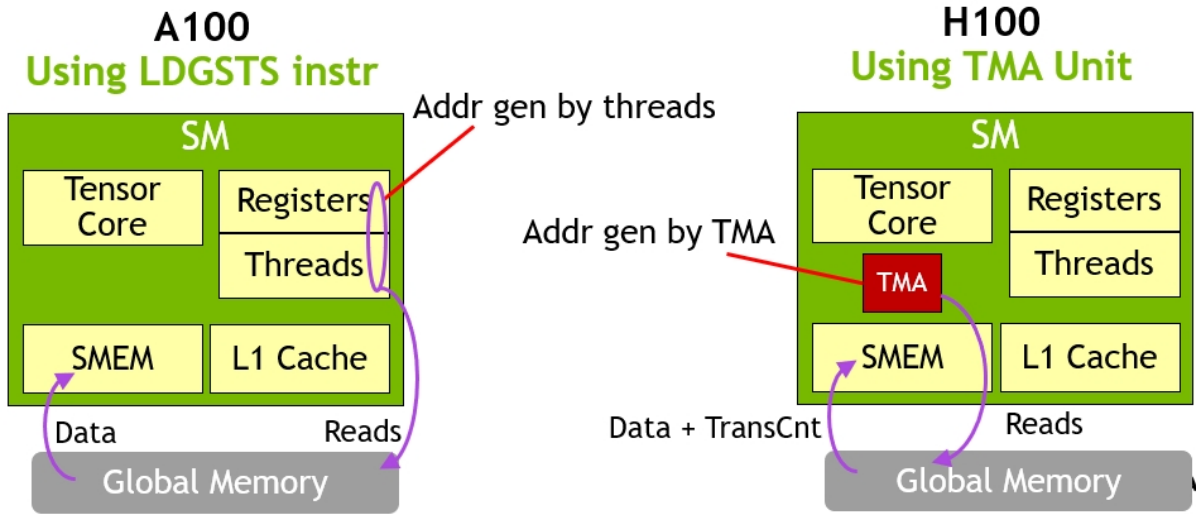 A100
Using LDGSTS instr
SM
Addr gen by threads
Tensor
Core
Registers
Threads
SMEM
L1 Cache
Data
Reads
Global Memory
H100
Using TMA Unit
SM
Addr gen by TMA
Tensor
Core
Registers
Threads
TMA
SMEM
L1 Cache
Data + TransCnt
Reads
Global Memory